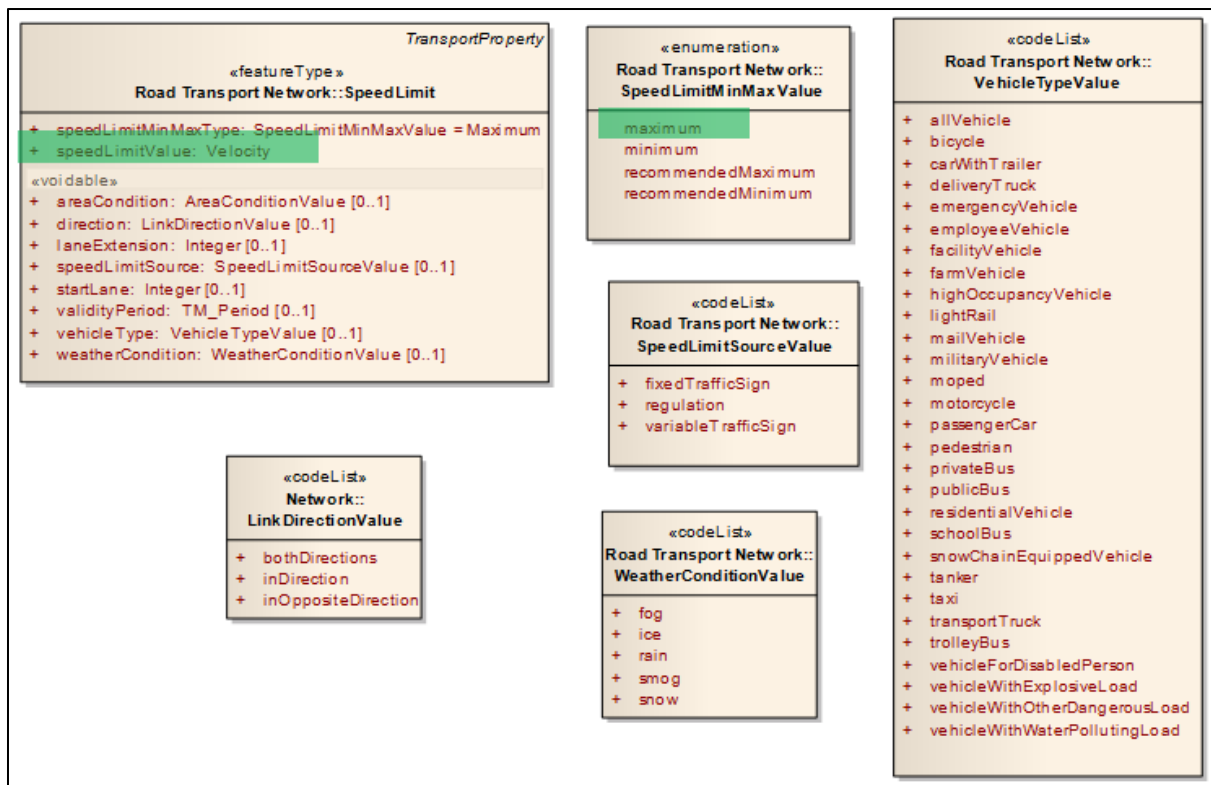 TransportProperty
«featureType»
Road Transport Network::SpeedLimit
+ speedLimitMinMaxType: SpeedLimitMinMaxValue = Maximum
+ speedLimitValue: Velocity
«voidable»
+ areaCondition: AreaConditionValue [0..1]
+ direction: LinkDirectionValue [0..1]
+ laneExtension: Integer [0..1]
+ speedLimitSource: SpeedLimitSourceValue [0..1]
+ startLane: Integer [0..1]
+ validityPeriod: TM_Period [0..1]
+ vehicleType: VehicleTypeValue [0..1]
+ weatherCondition: WeatherConditionValue [0..1]
«enumeration»
Road Transport Network::
SpeedLimitMinMaxValue
maximum
minimum
recommendedMaximum
recommendedMinimum
«codeList»
Road Transport Network::
SpeedLimitSourceValue
+ fixedTrafficSign
+ regulation
+ variableTrafficSign
«codeList»
Network::
LinkDirectionValue
+ bothDirections
+ inDirection
+ inOppositeDirection
«codeList»
Road Transport Network::
WeatherConditionValue
+ fog
+ ice
+ rain
+ smog
+ snow
«codeList»
Road Transport Network::
VehicleTypeValue
+ allVehicle
+ bicycle
+ carWithTrailer
+ deliveryTruck
+ emergencyVehicle
+ employeeVehicle
+ facilityVehicle
+ farmVehicle
+ highOccupancyVehicle
+ lightRail
+ mailVehicle
+ militaryVehicle
+ moped
+ motorcycle
+ passengerCar
+ pedestrian
+ privateBus
+ publicBus
+ residentialVehicle
+ schoolBus
+ snowChainEquippedVehicle
+ tanker
+ taxi
+ transportTruck
+ trolleyBus
+ vehicleForDisabledPerson
+ vehicleWithExplosiveLoad
+ vehicleWithOtherDangerousLoad
+ vehicleWithWaterPollutingLoad